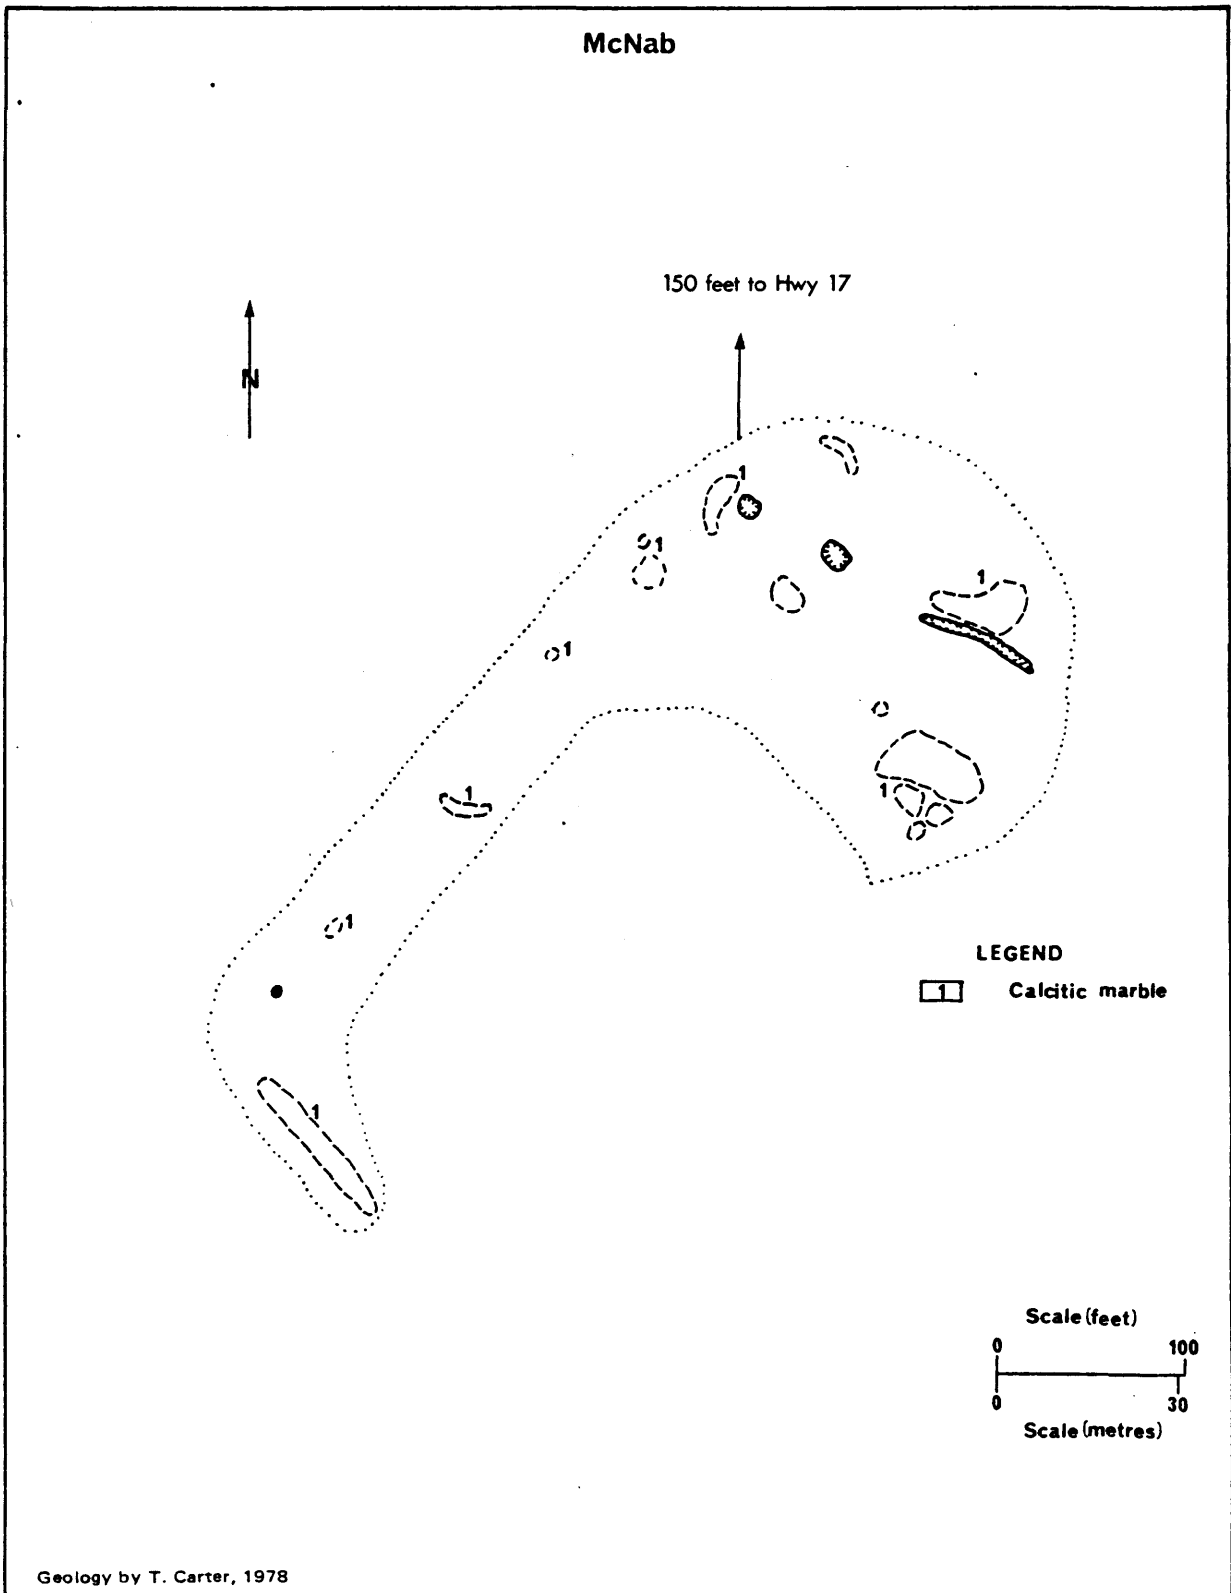 McNab
150 feet to Hwy 17
N
1
1
1
1
1
1
1
1
LEGEND
1 Calcitic marble
Scale (feet)
0 100
0 30
Scale (metres)
Geology by T. Carter, 1978